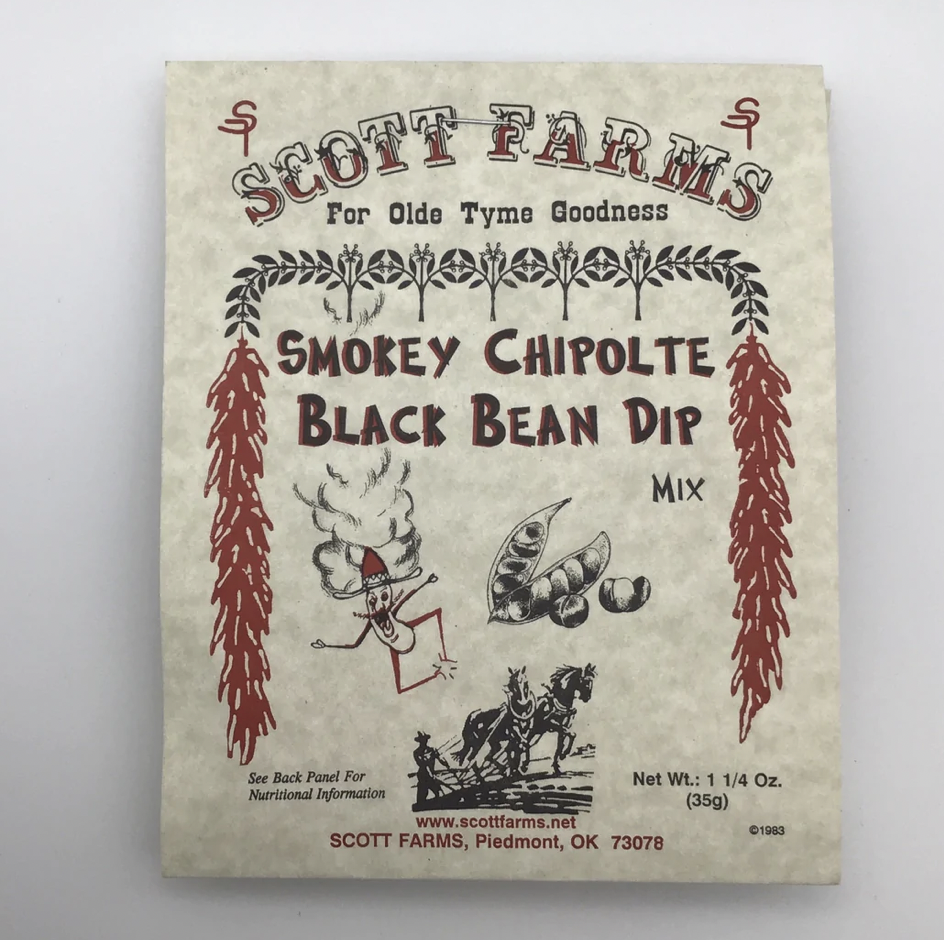 SCOTT FARMS
For Olde Tyme Goodness
SMOKEY CHIPOLTE
BLACK BEAN DIP
MIX
See Back Panel For
Nutritional Information
Net Wt.: 1 1/4 Oz.
(35g)
www.scottfarms.net
©1983
SCOTT FARMS, Piedmont, OK 73078